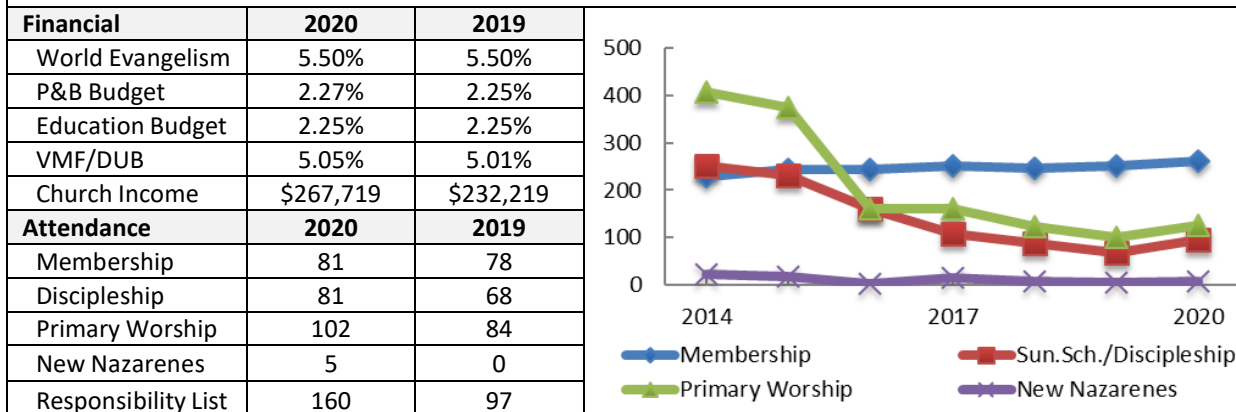 Financial 2020 2019
World Evangelism 5.50% 5.50%
P&B Budget 2.27% 2.25%
Education Budget 2.25% 2.25%
VMF/DUB 5.05% 5.01%
Church Income $267,719 $232,219
Attendance 2020 2019
Membership 81 78
Discipleship 81 68
Primary Worship 102 84
New Nazarenes 5 0
Responsibility List 160 97
500
400
300
200
100
0
2014 2017 2020
Membership Sun.Sch./Discipleship
Primary Worship New Nazarenes